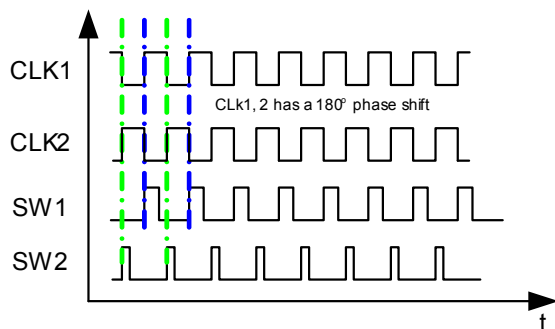 CLK1
CLk1, 2 has a 180° phase shift
CLK2
SW1
SW2
t